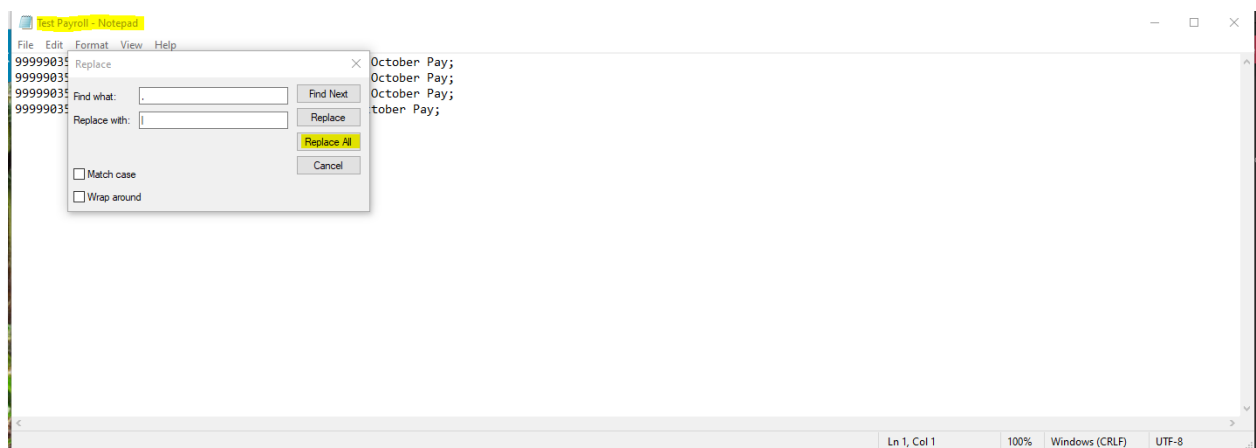 Test Payroll - Notepad
File Edit Format View Help
Replace
99999035 October Pay;
99999035 October Pay;
99999035 October Pay;
99999035 tober Pay;
Find what: , Find Next
Replace with: | Replace
Replace All
Cancel
Match case
Wrap around
Ln 1, Col 1 100% Windows (CRLF) UTF-8